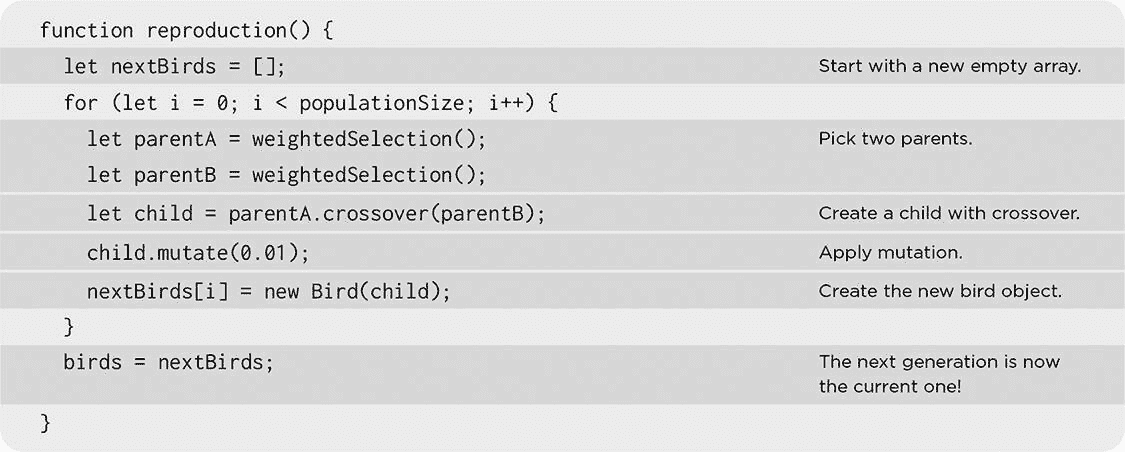 function reproduction() {
let nextBirds = [];
Start with a new empty array.
for (let i = 0; i < populationSize; i++) {
let parentA = weightedSelection();
Pick two parents.
let parentB = weightedSelection();
let child = parentA.crossover(parentB);
Create a child with crossover.
child.mutate(0.01);
Apply mutation.
nextBirds[i] = new Bird(child);
Create the new bird object.
}
birds = nextBirds;
The next generation is now
the current one!
}